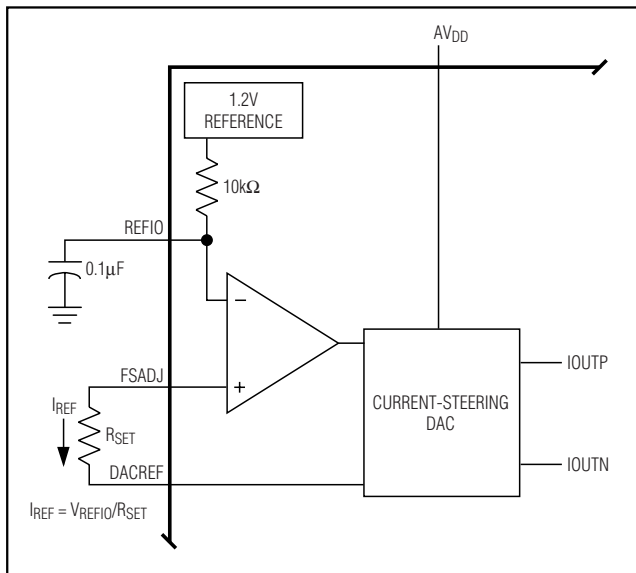 AVDD
1.2V
REFERENCE
10kΩ
REFIO
0.1µF
−
FSADJ
+
IREF
RSET
DACREF
CURRENT-STEERING
DAC
IOUTP
IOUTN
IREF = VREFIO/RSET